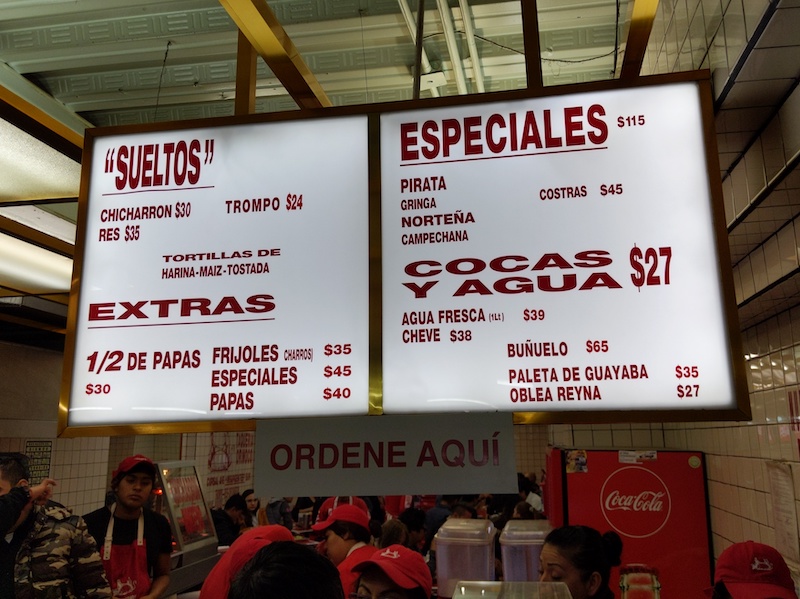 "SUELTOS"
CHICHARRON $30
TROMPO $24
RES $35
TORTILLAS DE
HARINA-MAIZ-TOSTADA
EXTRAS
1/2 DE PAPAS
$30
FRIJOLES CHARROS) $35
ESPECIALES $45
PAPAS $40
ESPECIALES $115
PIRATA
GRINGA
NORTEÑA
CAMPECHANA
COSTRAS $45
COCAS
Y AGUA $27
AGUA FRESCA (1Lt) $39
CHEVE $38
BUÑUELO $65
PALETA DE GUAYABA $35
OBLEA REYNA $27
ORDENE AQUÍ
Coca-Cola